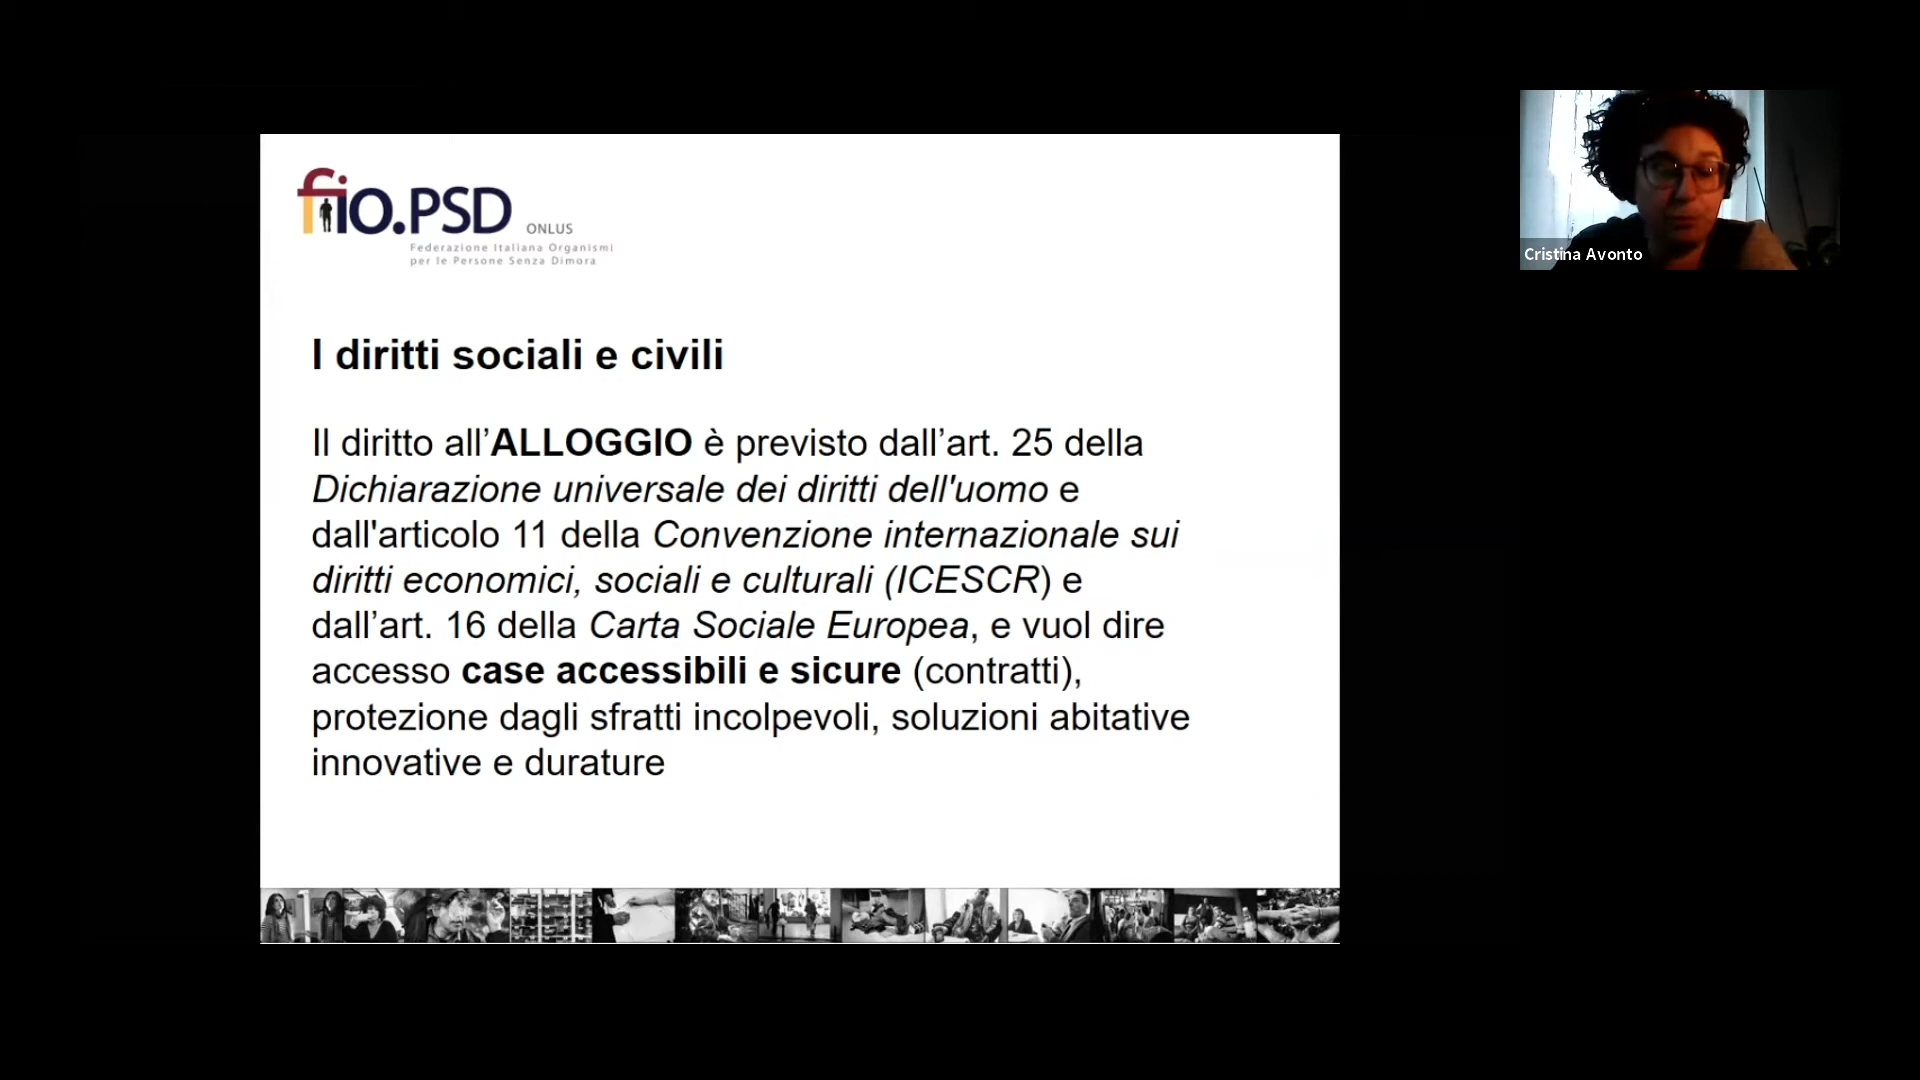 fio.PSD ONLUS
Federazione Italiana Organismi
per le Persone Senza Dimora
I diritti sociali e civili
Il diritto all’ALLOGGIO è previsto dall’art. 25 della
Dichiarazione universale dei diritti dell'uomo e
dall'articolo 11 della Convenzione internazionale sui
diritti economici, sociali e culturali (ICESCR) e
dall’art. 16 della Carta Sociale Europea, e vuol dire
accesso case accessibili e sicure (contratti),
protezione dagli sfratti incolpevoli, soluzioni abitative
innovative e durature
Cristina Avonto